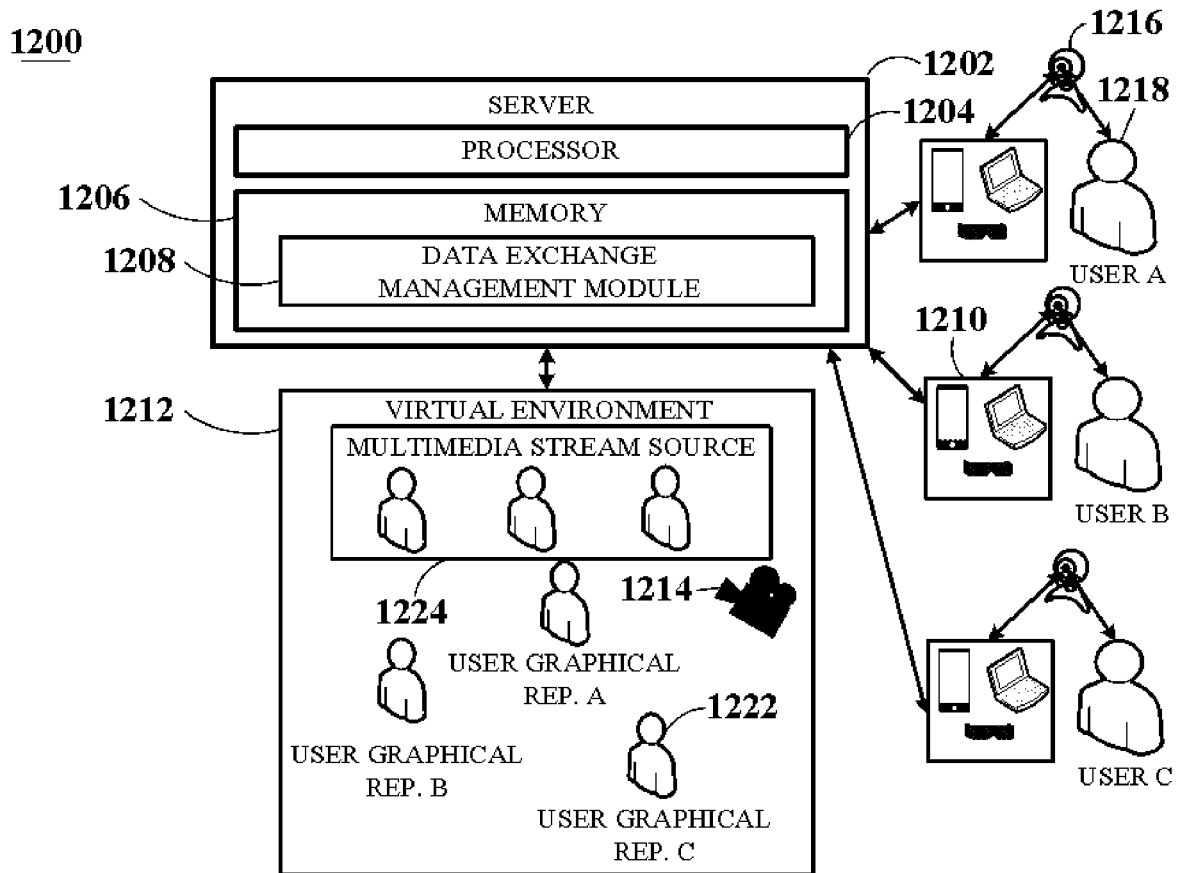 1200
1216
1202
SERVER
1218
1204
PROCESSOR
1206
MEMORY
1208
DATA EXCHANGE
MANAGEMENT MODULE
USER A
1210
1212
VIRTUAL ENVIRONMENT
MULTIMEDIA STREAM SOURCE
USER B
1224
1214
USER GRAPHICAL
REP. A
1222
USER GRAPHICAL
REP. B
USER C
USER GRAPHICAL
REP. C